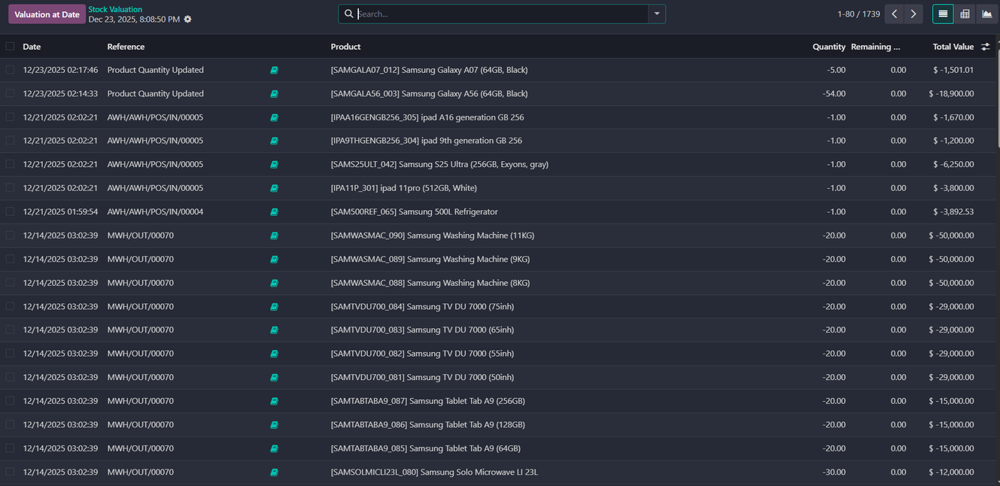 Valuation at Date Stock Valuation 1-80 / 1739
Dec 23, 2025, 8:08:50 PM Search...
Date Reference Product Quantity Remaining ... Total Value
12/23/2025 02:17:46 Product Quantity Updated [SAMGALA07_012] Samsung Galaxy A07 (64GB, Black) -5.00 0.00 $ -1,501.01
12/23/2025 02:14:33 Product Quantity Updated [SAMGALA56_003] Samsung Galaxy A56 (64GB, Black) -54.00 0.00 $ -18,900.00
12/21/2025 02:02:21 AWH/AWH/POS/IN/00005 [IPAA16GENGB256_305] ipad A16 generation GB 256 -1.00 0.00 $ -1,670.00
12/21/2025 02:02:21 AWH/AWH/POS/IN/00005 [IPA9THGENGB256_304] ipad 9th generation GB 256 -1.00 0.00 $ -1,200.00
12/21/2025 02:02:21 AWH/AWH/POS/IN/00005 [SAMS25ULT_042] Samsung S25 Ultra (256GB, Exyons, gray) -1.00 0.00 $ -6,250.00
12/21/2025 02:02:21 AWH/AWH/POS/IN/00005 [IPA11P_301] ipad 11pro (512GB, White) -1.00 0.00 $ -3,800.00
12/21/2025 01:59:54 AWH/AWH/POS/IN/00004 [SAM500REF_065] Samsung 500L Refrigerator -1.00 0.00 $ -3,892.53
12/14/2025 03:02:39 MWH/OUT/00070 [SAMWASMAC_090] Samsung Washing Machine (11KG) -20.00 0.00 $ -50,000.00
12/14/2025 03:02:39 MWH/OUT/00070 [SAMWASMAC_089] Samsung Washing Machine (9KG) -20.00 0.00 $ -50,000.00
12/14/2025 03:02:39 MWH/OUT/00070 [SAMWASMAC_088] Samsung Washing Machine (8KG) -20.00 0.00 $ -50,000.00
12/14/2025 03:02:39 MWH/OUT/00070 [SAMTVDU700_084] Samsung TV DU 7000 (75inh) -20.00 0.00 $ -29,000.00
12/14/2025 03:02:39 MWH/OUT/00070 [SAMTVDU700_083] Samsung TV DU 7000 (65inh) -20.00 0.00 $ -29,000.00
12/14/2025 03:02:39 MWH/OUT/00070 [SAMTVDU700_082] Samsung TV DU 7000 (55inh) -20.00 0.00 $ -29,000.00
12/14/2025 03:02:39 MWH/OUT/00070 [SAMTVDU700_081] Samsung TV DU 7000 (50inh) -20.00 0.00 $ -29,000.00
12/14/2025 03:02:39 MWH/OUT/00070 [SAMTABTABA9_087] Samsung Tablet Tab A9 (256GB) -20.00 0.00 $ -15,000.00
12/14/2025 03:02:39 MWH/OUT/00070 [SAMTABTABA9_086] Samsung Tablet Tab A9 (128GB) -20.00 0.00 $ -15,000.00
12/14/2025 03:02:39 MWH/OUT/00070 [SAMTABTABA9_085] Samsung Tablet Tab A9 (64GB) -20.00 0.00 $ -15,000.00
12/14/2025 03:02:39 MWH/OUT/00070 [SAMSOLMICLI23L_080] Samsung Solo Microwave LI 23L -30.00 0.00 $ -12,000.00